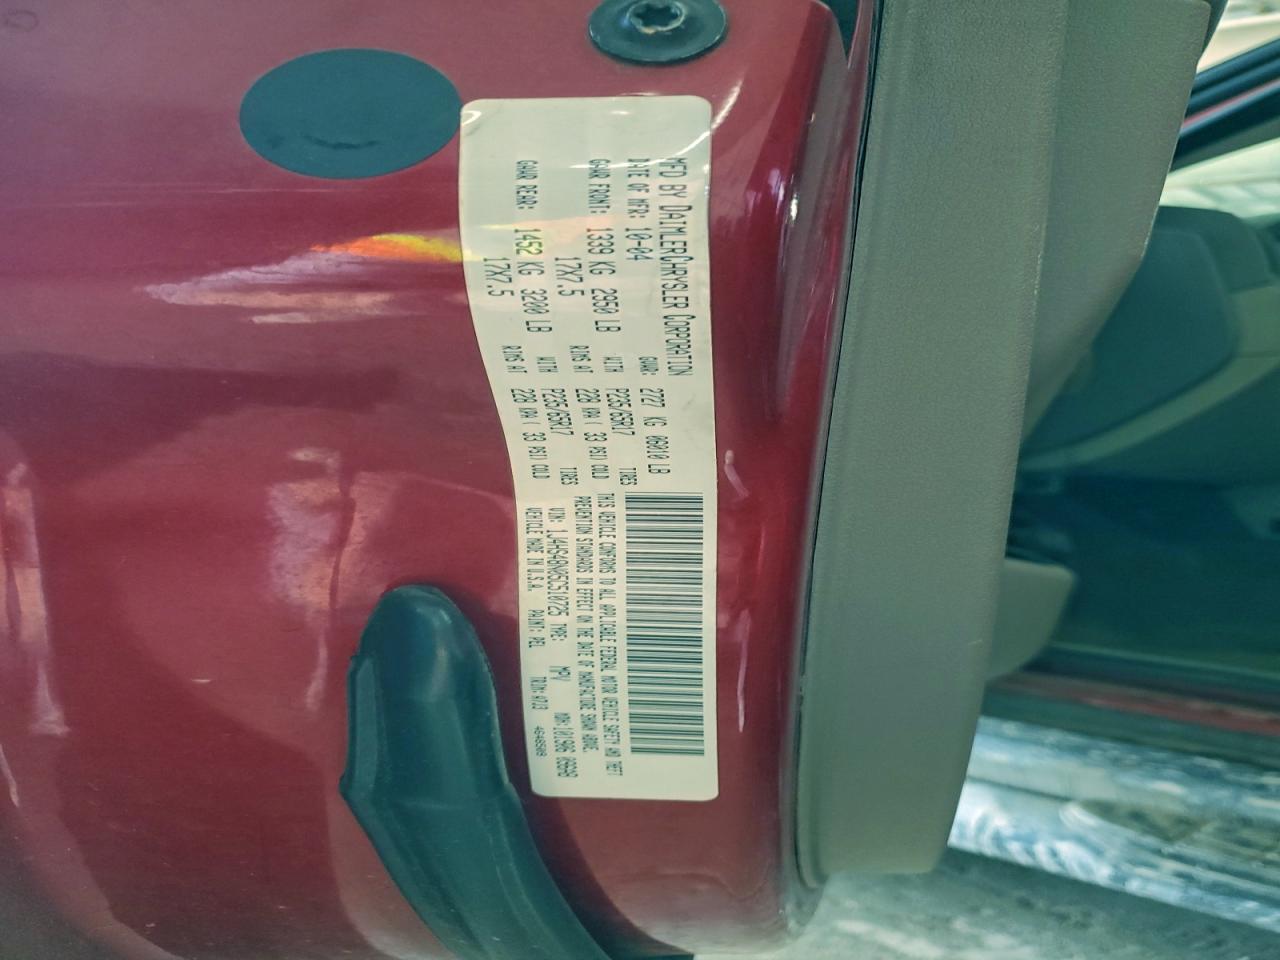 MFD BY DAIMLERCHRYSLER CORPORATION
DATE OF MFR: 10-04 GVWR: 2727 KG 06010 LB
GAWR FRONT: 1339 KG 2950 LB WITH P235/65R17 TIRES
17X7.5 RIMS AT 228 KPA( 33 PSI) COLD
GAWR REAR: 1452 KG 3200 LB WITH P235/65R17 TIRES
17X7.5 RIMS AT 228 KPA( 33 PSI) COLD
THIS VEHICLE CONFORMS TO ALL APPLICABLE FEDERAL MOTOR VEHICLE SAFETY AND THEFT
PREVENTION STANDARDS IN EFFECT ON THE DATE OF MANUFACTURE SHOWN ABOVE.
VIN: 1J4HS48N05C510725 TYPE: MPV
VEHICLE MADE IN U.S.A. PAINT: PEL